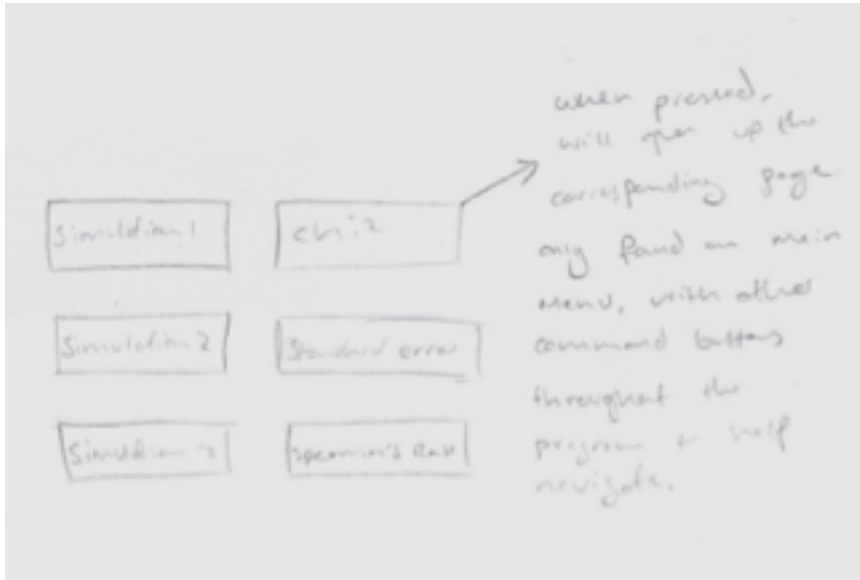 Simulation 1
chi2
Simulation 2
Standard error
Simulation 3
Spearman's Rank
when pressed,
will open up the
corresponding page
only found on main
menu, with other
command buttons
throughout the
program to help
navigate.